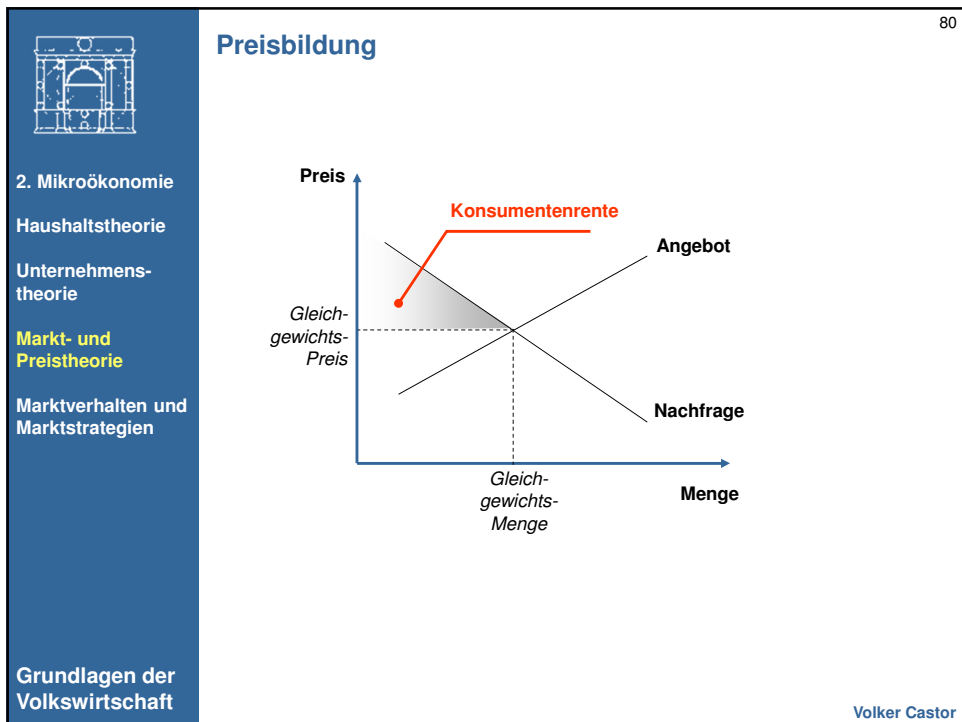 80
Preisbildung
2. Mikroökonomie
Haushaltstheorie
Unternehmens-
theorie
Markt- und
Preistheorie
Marktverhalten und
Marktstrategien
Grundlagen der
Volkswirtschaft
Preis
Konsumentenrente
Angebot
Gleich-
gewichts-
Preis
Nachfrage
Gleich-
gewichts-
Menge
Menge
Volker Castor